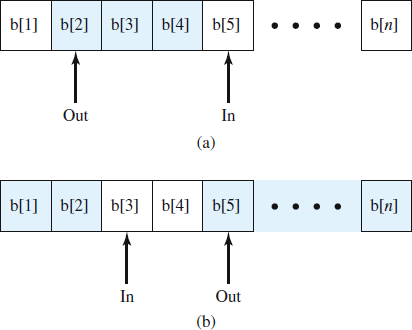 b[1] b[2] b[3] b[4] b[5] • • • • b[n]
Out In
(a)
b[1] b[2] b[3] b[4] b[5] • • • • b[n]
In Out
(b)